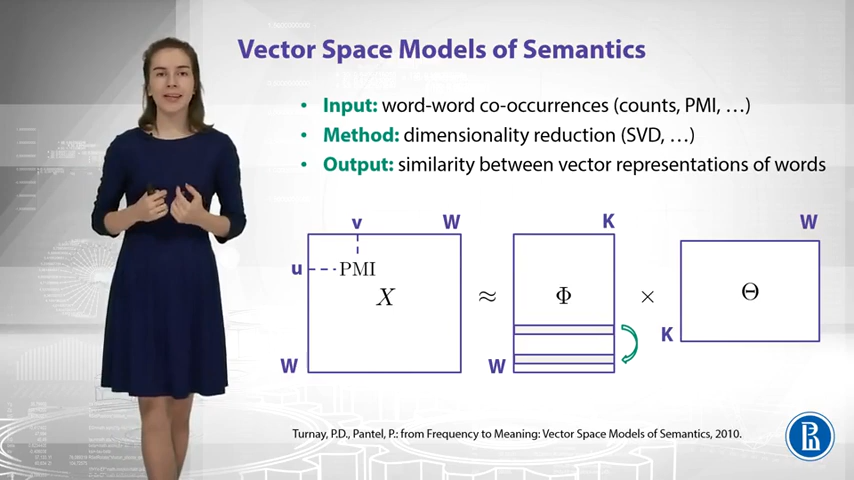 Vector Space Models of Semantics
• Input: word-word co-occurrences (counts, PMI, …)
• Method: dimensionality reduction (SVD, …)
• Output: similarity between vector representations of words
v W K W
u PMI
X ≈ Φ × Θ
K
W W
Turnay, P.D., Pantel, P.: from Frequency to Meaning: Vector Space Models of Semantics, 2010.